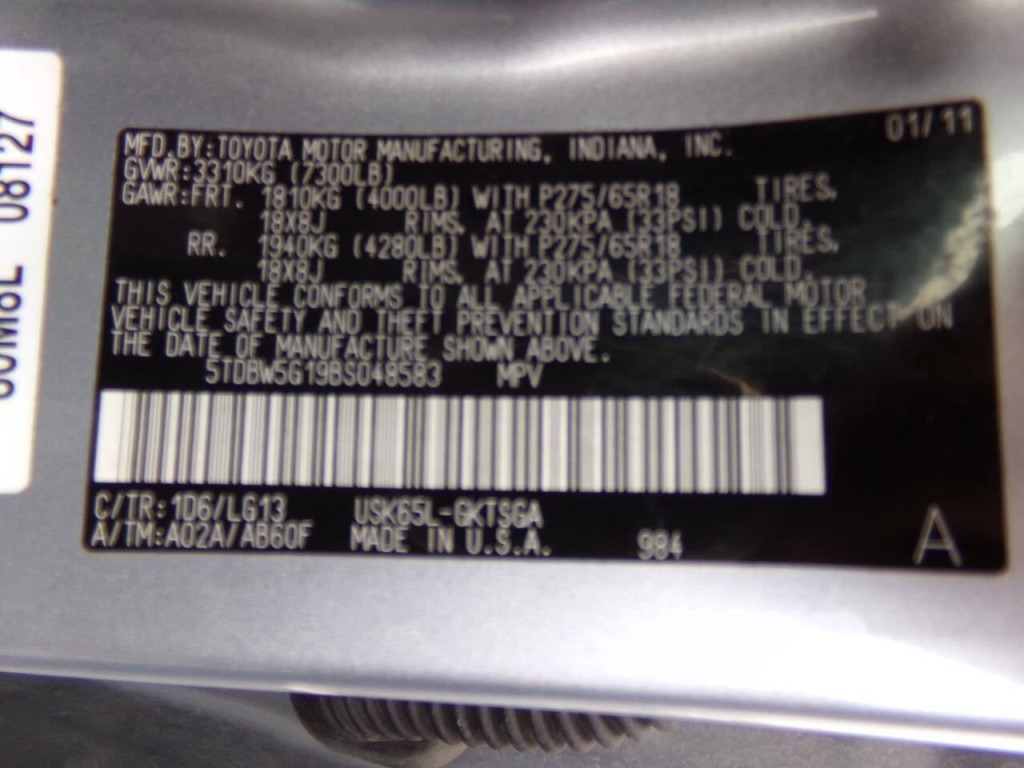 01/11
MFD.BY:TOYOTA MOTOR MANUFACTURING, INDIANA, INC.
GVWR:3310KG (7300LB)
GAWR:FRT. 1810KG (4000LB) WITH P275/65R18 TIRES,
18X8J RIMS, AT 230KPA (33PSI) COLD.
RR. 1940KG (4280LB) WITH P275/65R18 TIRES,
18X8J RIMS, AT 230KPA (33PSI) COLD.
THIS VEHICLE CONFORMS TO ALL APPLICABLE FEDERAL MOTOR
VEHICLE SAFETY AND THEFT PREVENTION STANDARDS IN EFFECT ON
THE DATE OF MANUFACTURE SHOWN ABOVE.
5TDBW5G19BS048583 MPV
C/TR:1D6/LG13 USK65L-GKTSGA
A/TM:A02A/AB60F MADE IN U.S.A. 984 A
08127